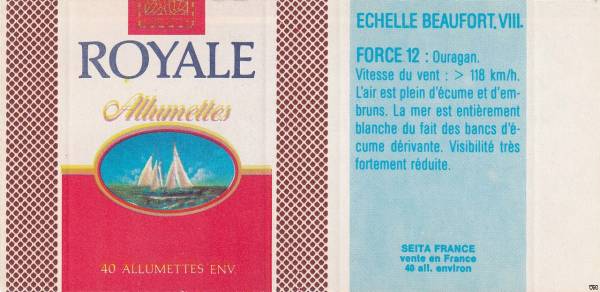 ROYALE
Allumettes
40 ALLUMETTES ENV.
ECHELLE BEAUFORT. VIII.
FORCE 12 : Ouragan.
Vitesse du vent : > 118 km/h.
L'air est plein d'écume et d'em-
bruns. La mer est entièrement
blanche du fait des bancs d'é-
cume dérivante. Visibilité très
fortement réduite.
SEITA FRANCE
vente en France
40 all. environ